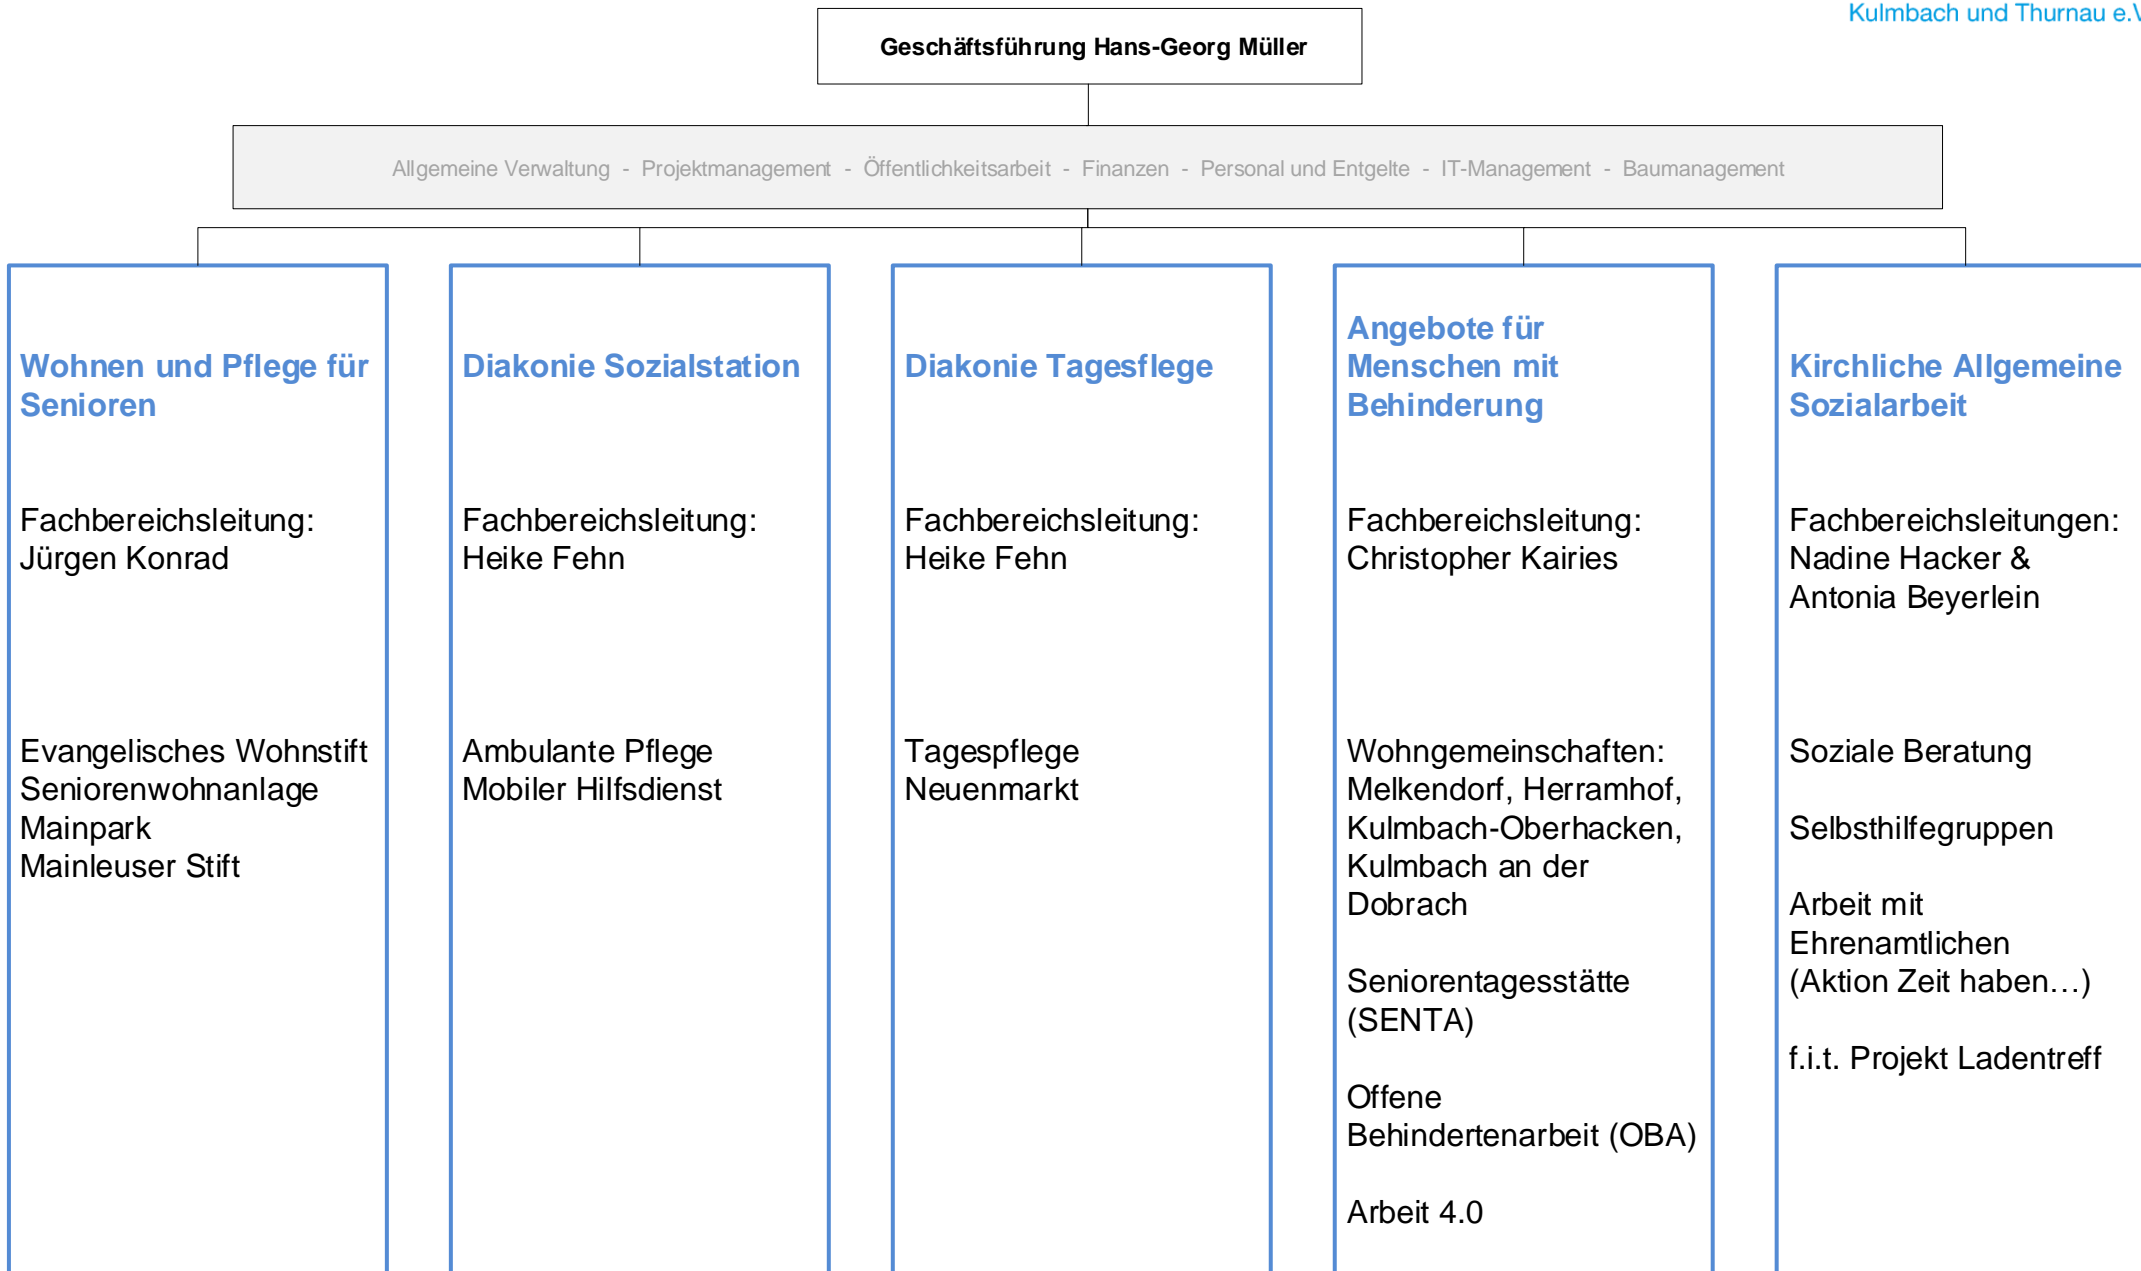 Kulmbach und Thurnau e.V
Geschäftsführung Hans-Georg Müller
Allgemeine Verwaltung - Projektmanagement - Öffentlichkeitsarbeit - Finanzen - Personal und Entgelte - IT-Management - Baumanagement
Wohnen und Pflege für
Senioren
Fachbereichsleitung:
Jürgen Konrad
Evangelisches Wohnstift
Seniorenwohnanlage
Mainpark
Mainleuser Stift
Diakonie Sozialstation
Fachbereichsleitung:
Heike Fehn
Ambulante Pflege
Mobiler Hilfsdienst
Diakonie Tagesflege
Fachbereichsleitung:
Heike Fehn
Tagespflege
Neuenmarkt
Angebote für
Menschen mit
Behinderung
Fachbereichsleitung:
Christopher Kairies
Wohngemeinschaften:
Melkendorf, Herramhof,
Kulmbach-Oberhacken,
Kulmbach an der
Dobrach
Seniorentagesstätte
(SENTA)
Offene
Behindertenarbeit (OBA)
Arbeit 4.0
Kirchliche Allgemeine
Sozialarbeit
Fachbereichsleitungen:
Nadine Hacker &
Antonia Beyerlein
Soziale Beratung
Selbsthilfegruppen
Arbeit mit
Ehrenamtlichen
(Aktion Zeit haben…)
f.i.t. Projekt Ladentreff